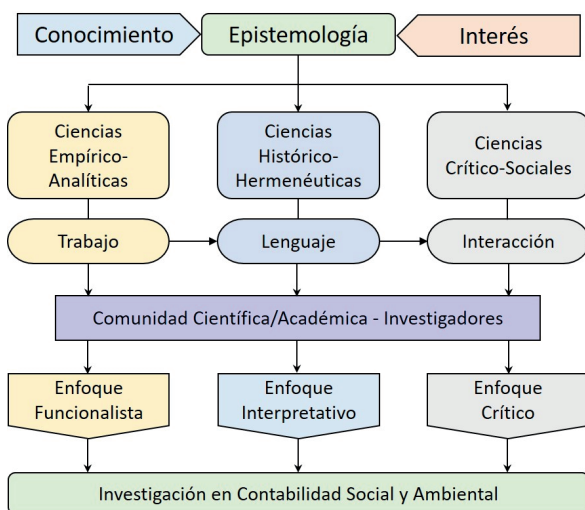 Conocimiento
Epistemología
Interés
Ciencias
Empírico-
Analíticas
Ciencias
Histórico-
Hermenéuticas
Ciencias
Crítico-Sociales
Trabajo
Lenguaje
Interacción
Comunidad Científica/Académica - Investigadores
Enfoque
Funcionalista
Enfoque
Interpretativo
Enfoque
Crítico
Investigación en Contabilidad Social y Ambiental